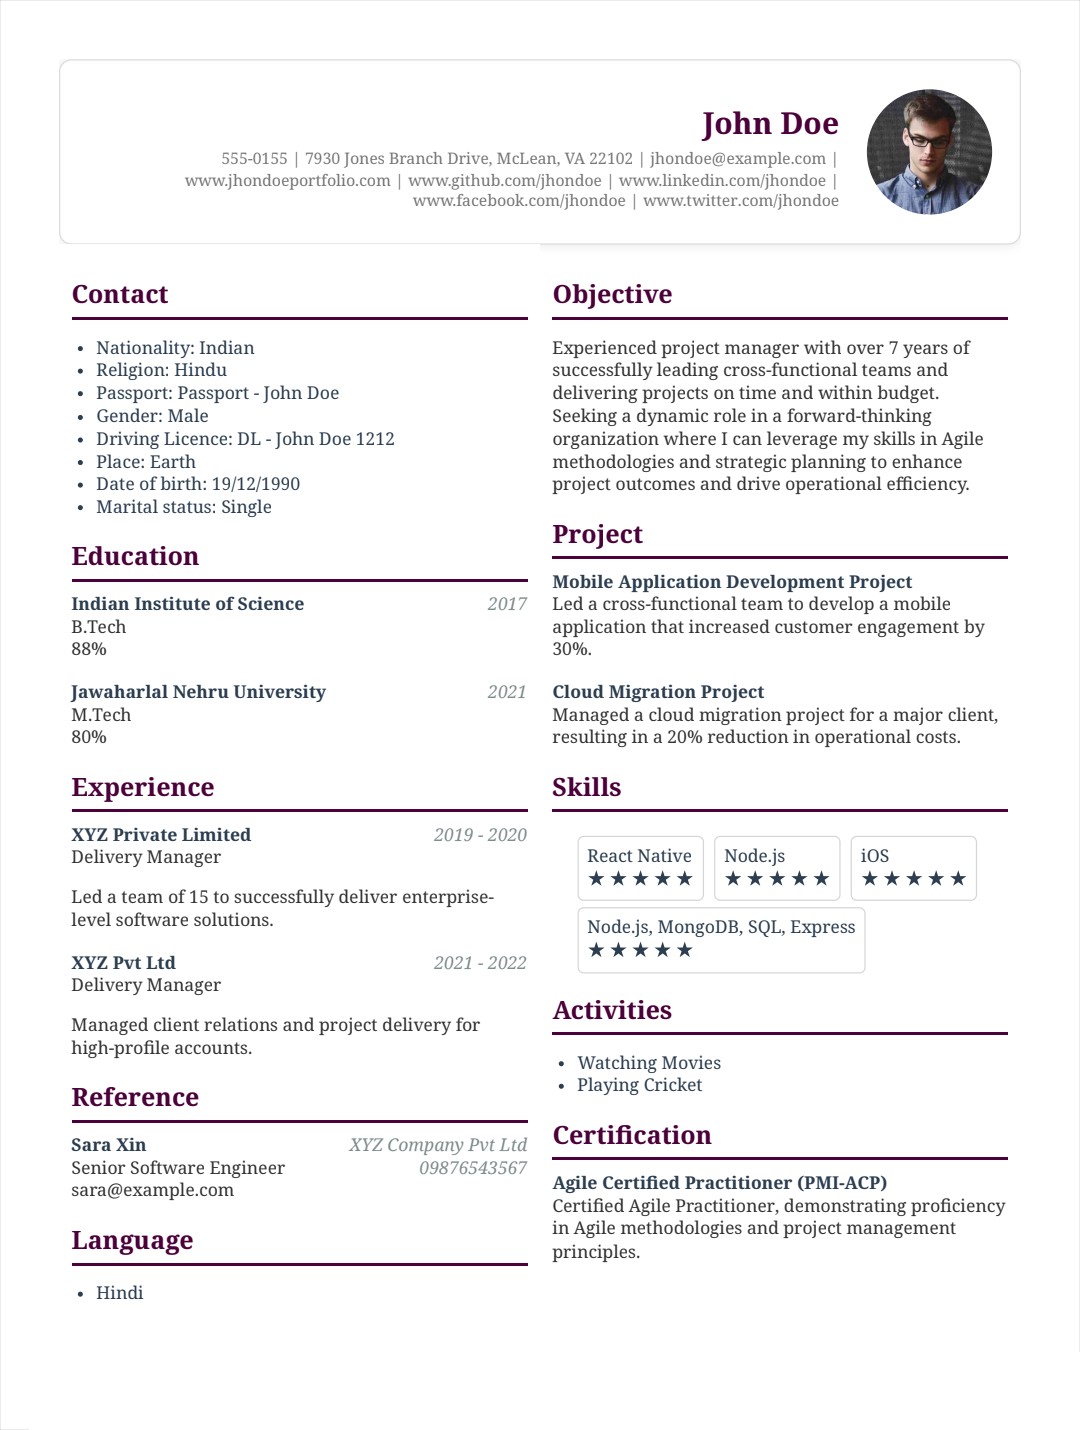 John Doe
555-0155 | 7930 Jones Branch Drive, McLean, VA 22102 | jhondoe@example.com |
www.jhondoeportfolio.com | www.github.com/jhondoe | www.linkedin.com/jhondoe |
www.facebook.com/jhondoe | www.twitter.com/jhondoe
Contact
• Nationality: Indian
• Religion: Hindu
• Passport: Passport - John Doe
• Gender: Male
• Driving Licence: DL - John Doe 1212
• Place: Earth
• Date of birth: 19/12/1990
• Marital status: Single
Education
Indian Institute of Science 2017
B.Tech
88%
Jawaharlal Nehru University 2021
M.Tech
80%
Experience
XYZ Private Limited 2019 - 2020
Delivery Manager
Led a team of 15 to successfully deliver enterprise-
level software solutions.
XYZ Pvt Ltd 2021 - 2022
Delivery Manager
Managed client relations and project delivery for
high-profile accounts.
Reference
Sara Xin XYZ Company Pvt Ltd
Senior Software Engineer 09876543567
sara@example.com
Language
• Hindi
Objective
Experienced project manager with over 7 years of
successfully leading cross-functional teams and
delivering projects on time and within budget.
Seeking a dynamic role in a forward-thinking
organization where I can leverage my skills in Agile
methodologies and strategic planning to enhance
project outcomes and drive operational efficiency.
Project
Mobile Application Development Project
Led a cross-functional team to develop a mobile
application that increased customer engagement by
30%.
Cloud Migration Project
Managed a cloud migration project for a major client,
resulting in a 20% reduction in operational costs.
Skills
React Native Node.js iOS
★★★★★ ★★★★★ ★★★★★
Node.js, MongoDB, SQL, Express
★★★★★
Activities
• Watching Movies
• Playing Cricket
Certification
Agile Certified Practitioner (PMI-ACP)
Certified Agile Practitioner, demonstrating proficiency
in Agile methodologies and project management
principles.